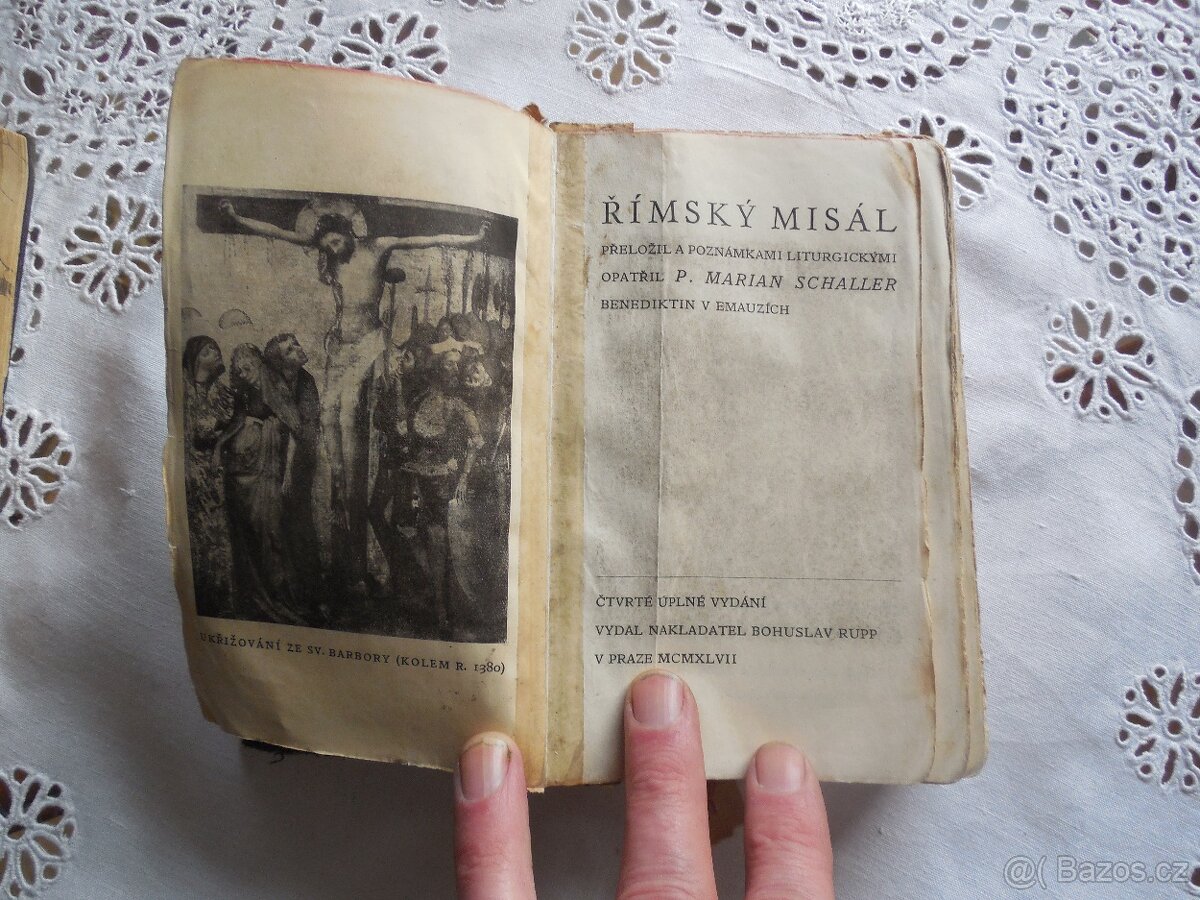 UKŘIŽOVÁNÍ ZE SV. BARBORY (KOLEM R. 1380)
ŘÍMSKÝ MISÁL
PŘELOŽIL A POZNÁMKAMI LITURGICKÝMI
OPATŘIL P. MARIAN SCHALLER
BENEDIKTIN V EMAUZÍCH
ČTVRTÉ ÚPLNÉ VYDÁNÍ
VYDAL NAKLADATEL BOHUSLAV RUPP
V PRAZE MCMXLVII
@( Bazos.cz